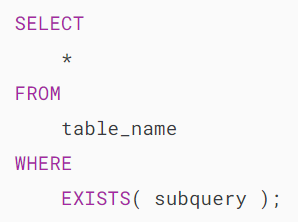 SELECT
*
FROM
table_name
WHERE
EXISTS( subquery );